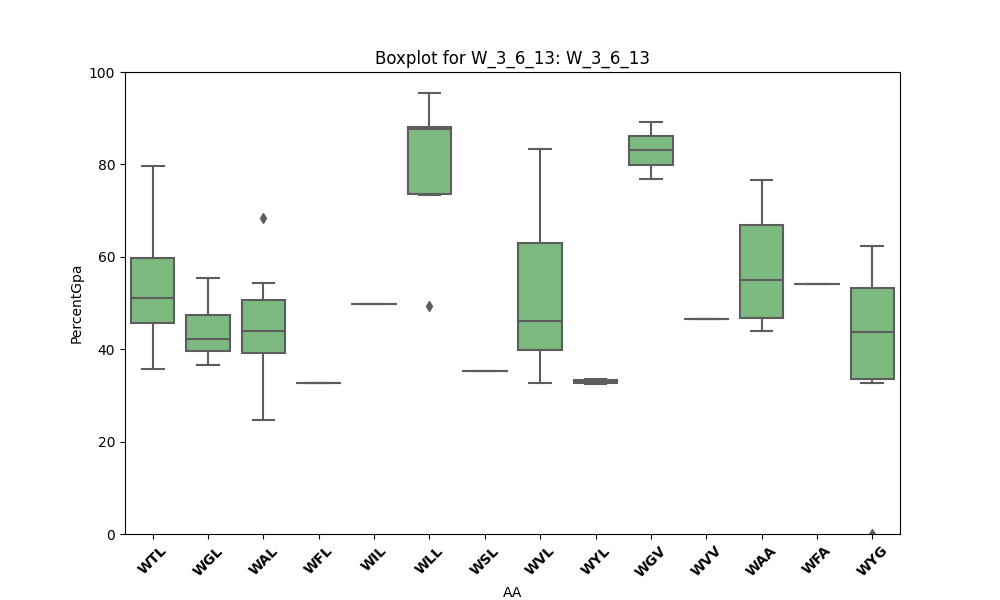 Boxplot for W_3_6_13: W_3_6_13
100
80
60
40
20
0
PercentGpa
WTL WGL WAL WFL WIL WLL WSL WVL WYL WGV WVV WAA WFA WYG
AA